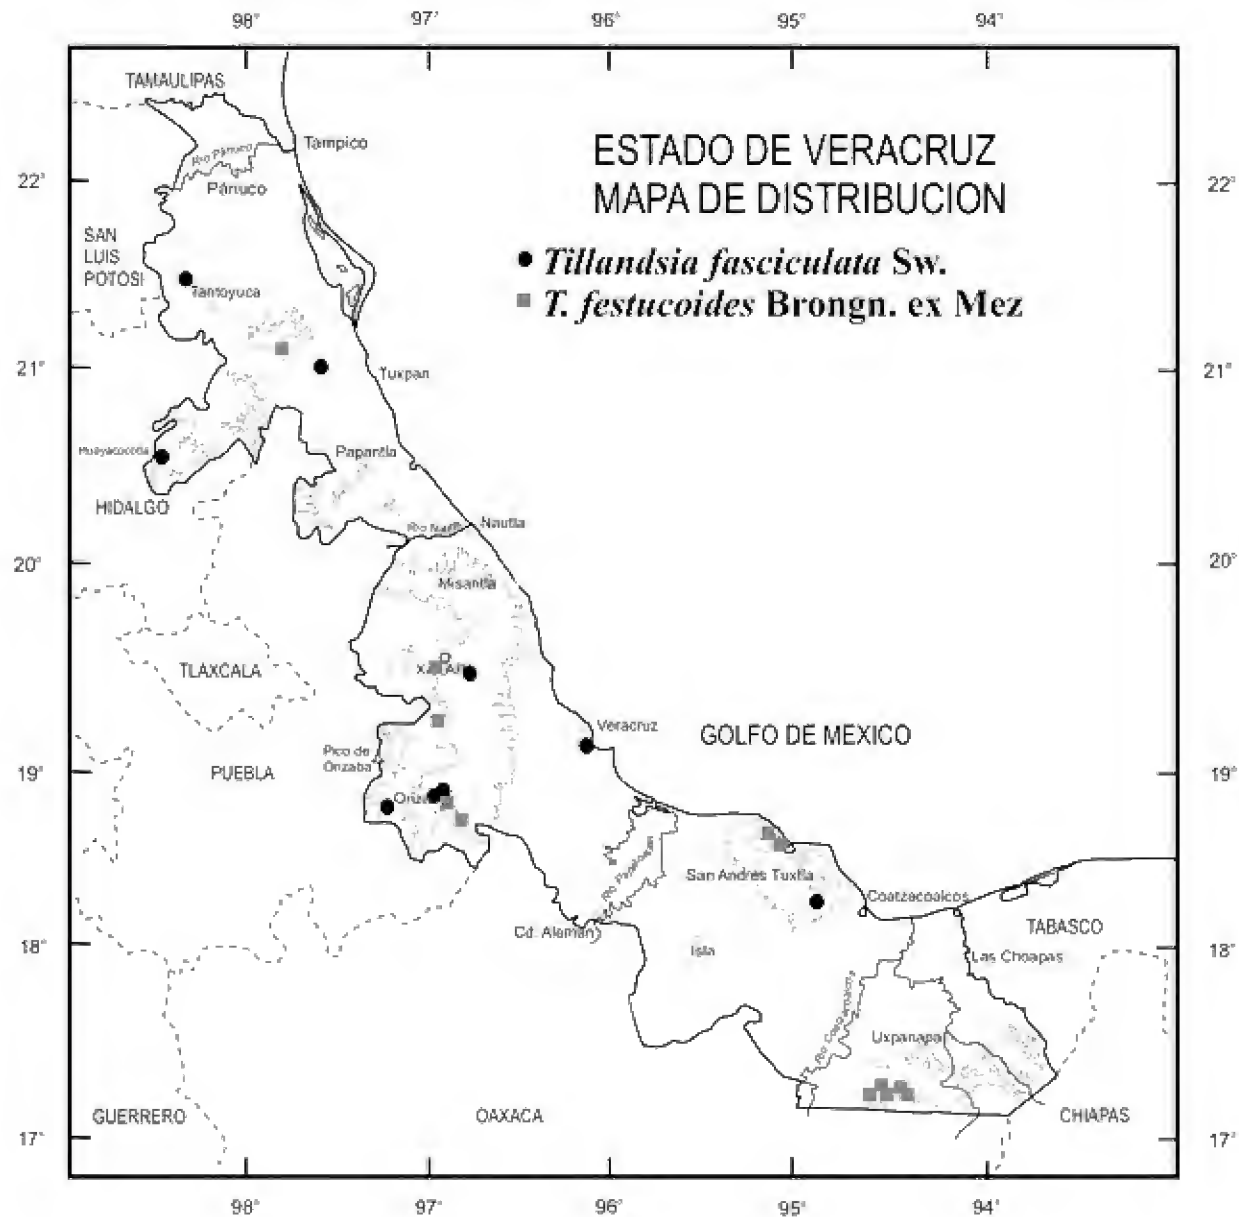 98° 97° 96° 95° 94°
TAMAULIPAS
Tampico
Río Pánuco
Pánuco
ESTADO DE VERACRUZ
MAPA DE DISTRIBUCION
22° 22°
SAN
LUIS
POTOSI
Tillandsia fasciculata Sw.
T. festucoides Brongn. ex Mez
Tantoyuca
21° 21°
Tuxpan
Papantla
Huayacocotla
HIDALGO
Río Nautla
Nautla
20° 20°
Misantla
TLAXCALA
XALAPA
Veracruz
GOLFO DE MEXICO
Pico de
Orizaba
PUEBLA
19° 19°
Río Papaloapan
San Andrés Tuxtla
Coatzacoalcos
TABASCO
Cd. Alemán
18° 18°
Isla
Las Choapas
Río Coatzacoalcos
Uxpanapa
GUERRERO
OAXACA
CHIAPAS
17° 17°
98° 97° 96° 95° 94°